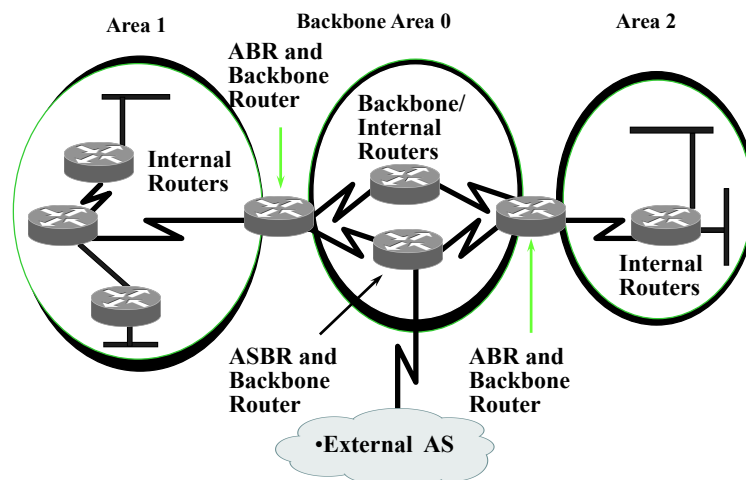 Area 1
Backbone Area 0
Area 2
ABR and
Backbone
Router
Backbone/
Internal
Routers
Internal
Routers
Internal
Routers
ASBR and
Backbone
Router
ABR and
Backbone
Router
•External AS